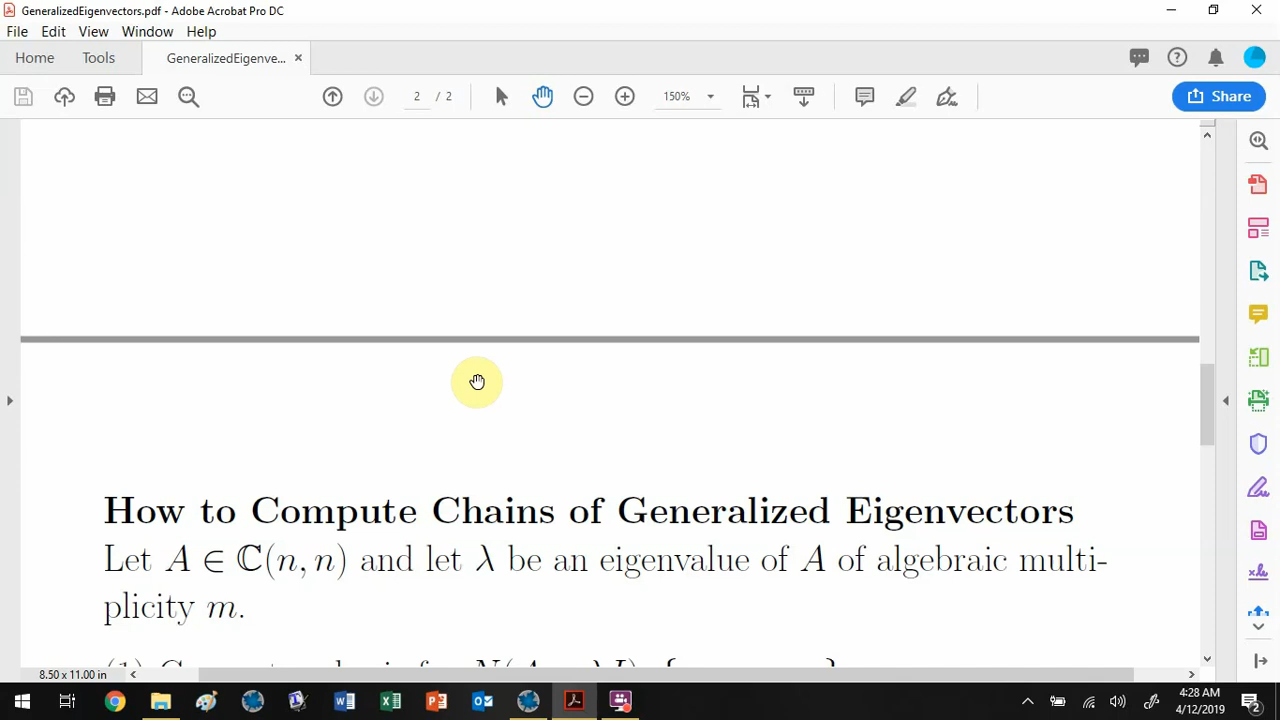 GeneralizedEigenvectors.pdf - Adobe Acrobat Pro DC
File Edit View Window Help
Home Tools GeneralizedEigenve... ×
2 / 2 150% Share
How to Compute Chains of Generalized Eigenvectors
Let A ∈ ℂ(n, n) and let λ be an eigenvalue of A of algebraic multi-
plicity m.
8.50 x 11.00 in
4:28 AM
4/12/2019
2